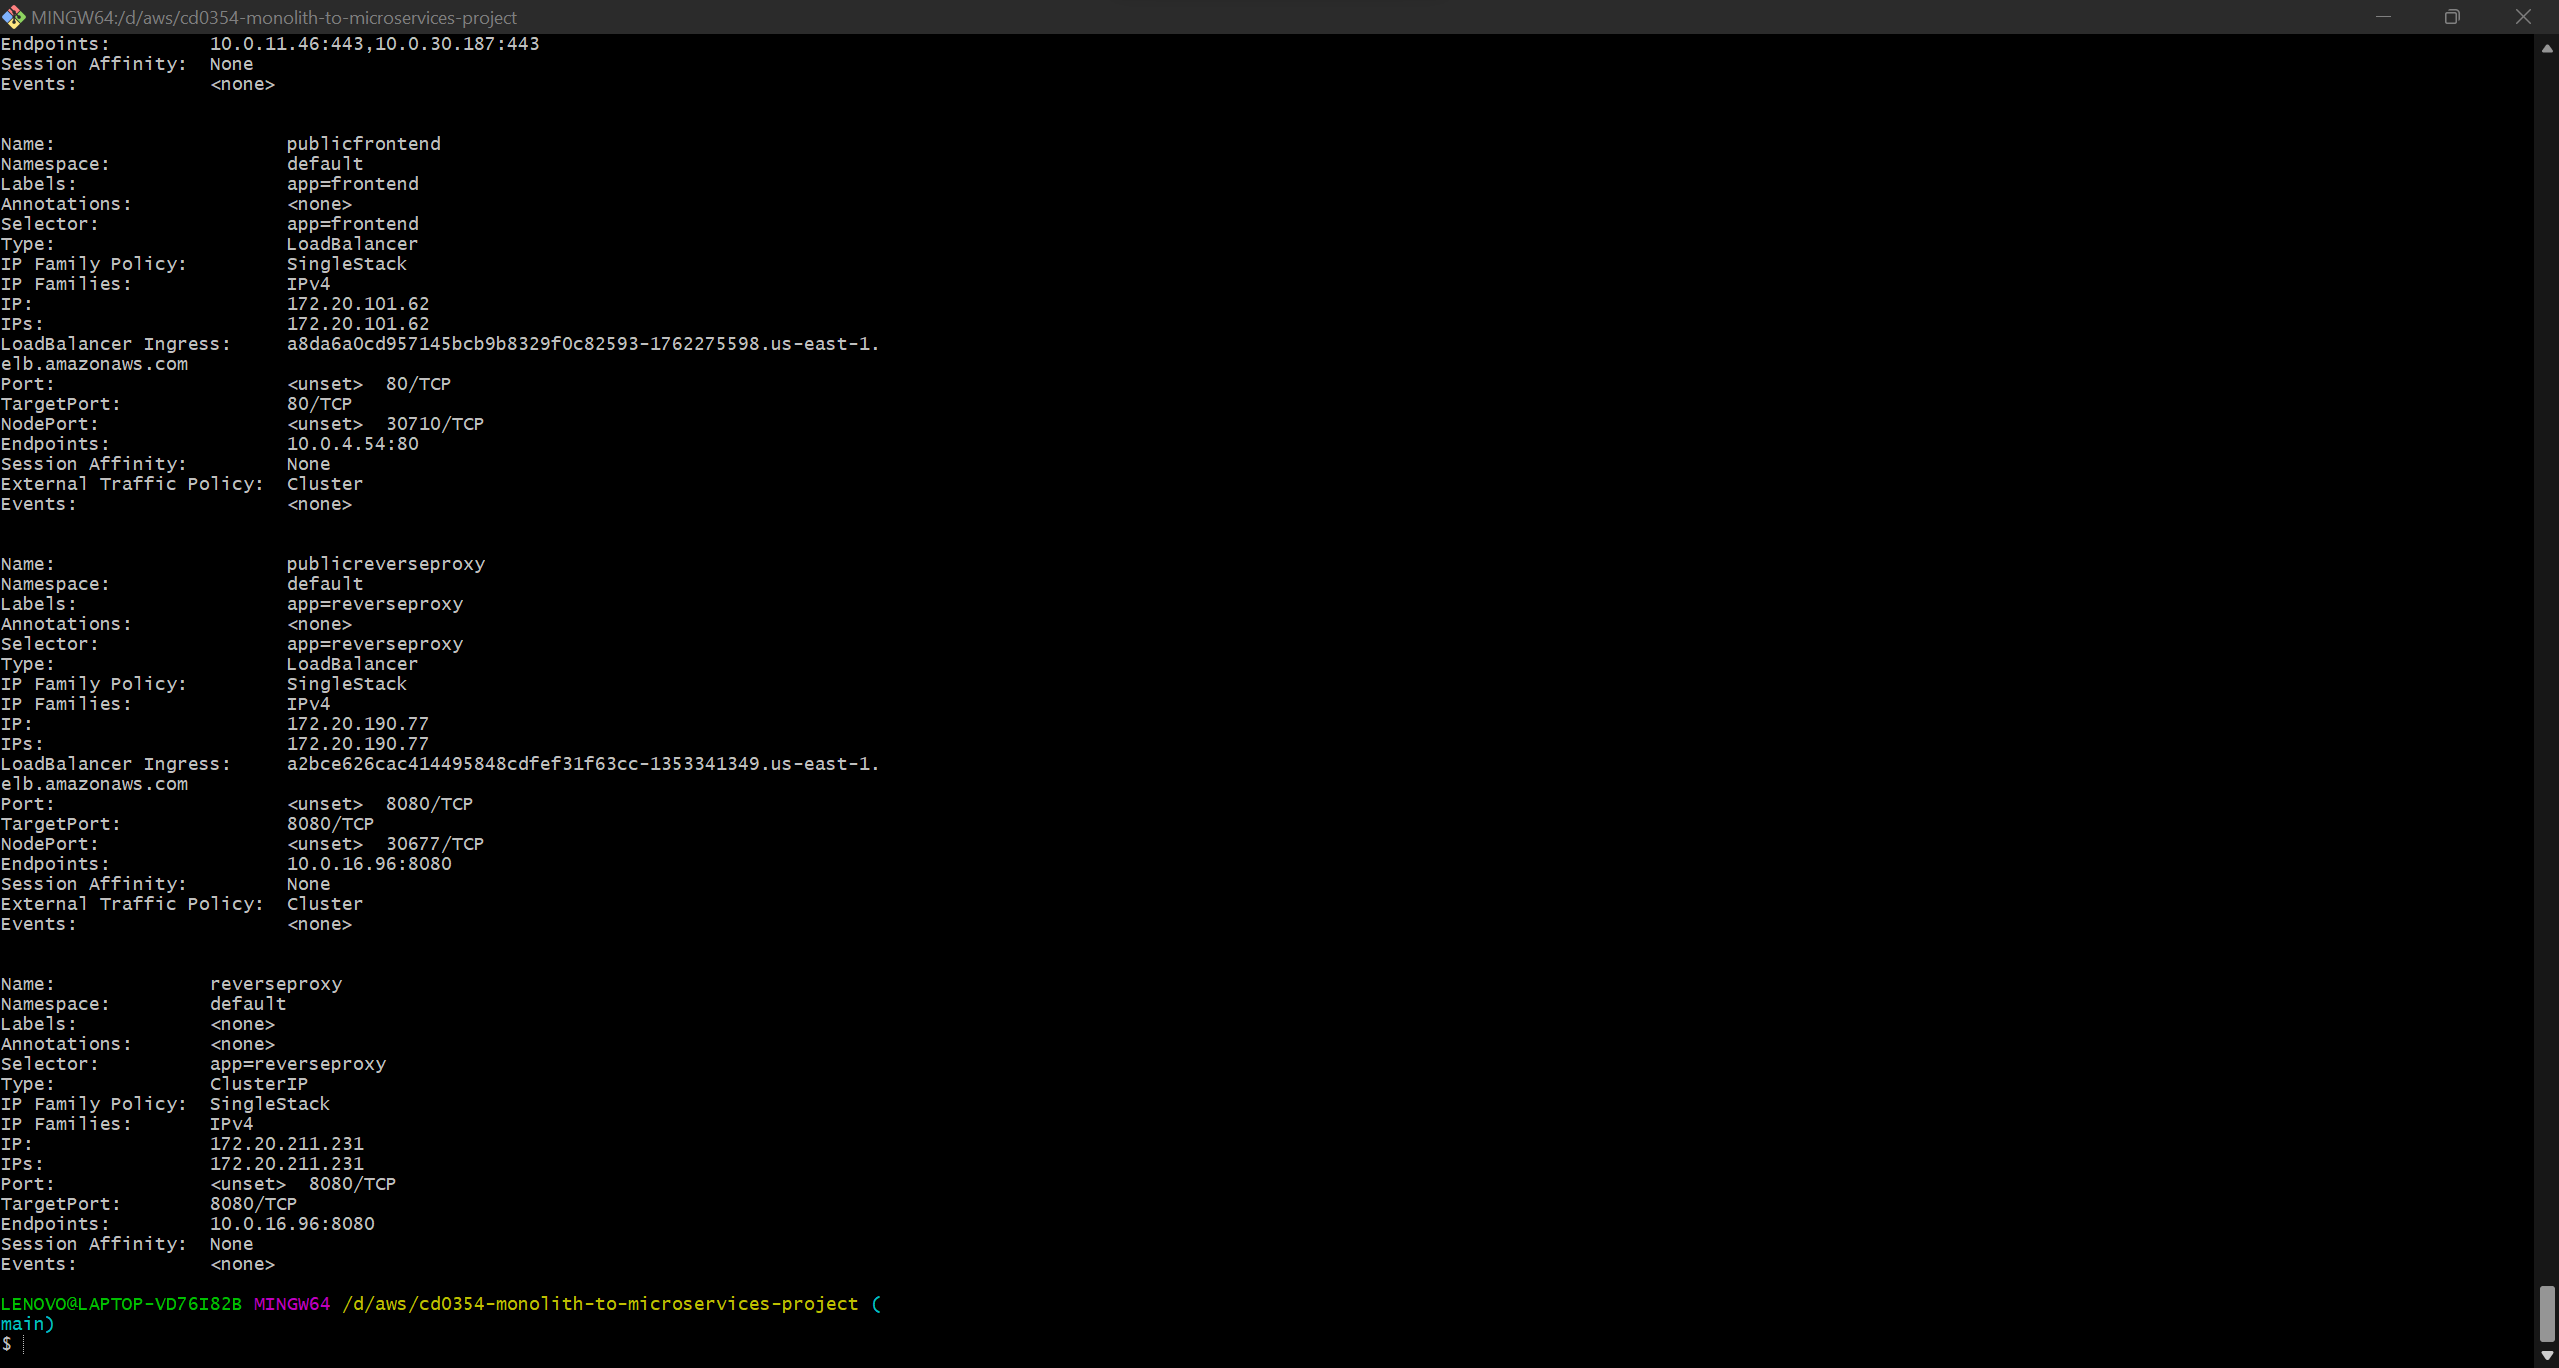 MINGW64:/d/aws/cd0354-monolith-to-microservices-project
Endpoints:         10.0.11.46:443,10.0.30.187:443
Session Affinity:  None
Events:            <none>
Name:                     publicfrontend
Namespace:                default
Labels:                   app=frontend
Annotations:              <none>
Selector:                 app=frontend
Type:                     LoadBalancer
IP Family Policy:         SingleStack
IP Families:              IPv4
IP:                       172.20.101.62
IPs:                      172.20.101.62
LoadBalancer Ingress:     a8da6a0cd957145bcb9b8329f0c82593-1762275598.us-east-1.
elb.amazonaws.com
Port:                     <unset>  80/TCP
TargetPort:               80/TCP
NodePort:                 <unset>  30710/TCP
Endpoints:                10.0.4.54:80
Session Affinity:         None
External Traffic Policy:  Cluster
Events:                   <none>
Name:                     publicreverseproxy
Namespace:                default
Labels:                   app=reverseproxy
Annotations:              <none>
Selector:                 app=reverseproxy
Type:                     LoadBalancer
IP Family Policy:         SingleStack
IP Families:              IPv4
IP:                       172.20.190.77
IPs:                      172.20.190.77
LoadBalancer Ingress:     a2bce626cac414495848cdfef31f63cc-1353341349.us-east-1.
elb.amazonaws.com
Port:                     <unset>  8080/TCP
TargetPort:               8080/TCP
NodePort:                 <unset>  30677/TCP
Endpoints:                10.0.16.96:8080
Session Affinity:         None
External Traffic Policy:  Cluster
Events:                   <none>
Name:              reverseproxy
Namespace:         default
Labels:            <none>
Annotations:       <none>
Selector:          app=reverseproxy
Type:              ClusterIP
IP Family Policy:  SingleStack
IP Families:       IPv4
IP:                172.20.211.231
IPs:               172.20.211.231
Port:              <unset>  8080/TCP
TargetPort:        8080/TCP
Endpoints:         10.0.16.96:8080
Session Affinity:  None
Events:            <none>
LENOVO@LAPTOP-VD76I82B MINGW64 /d/aws/cd0354-monolith-to-microservices-project (
main)
$